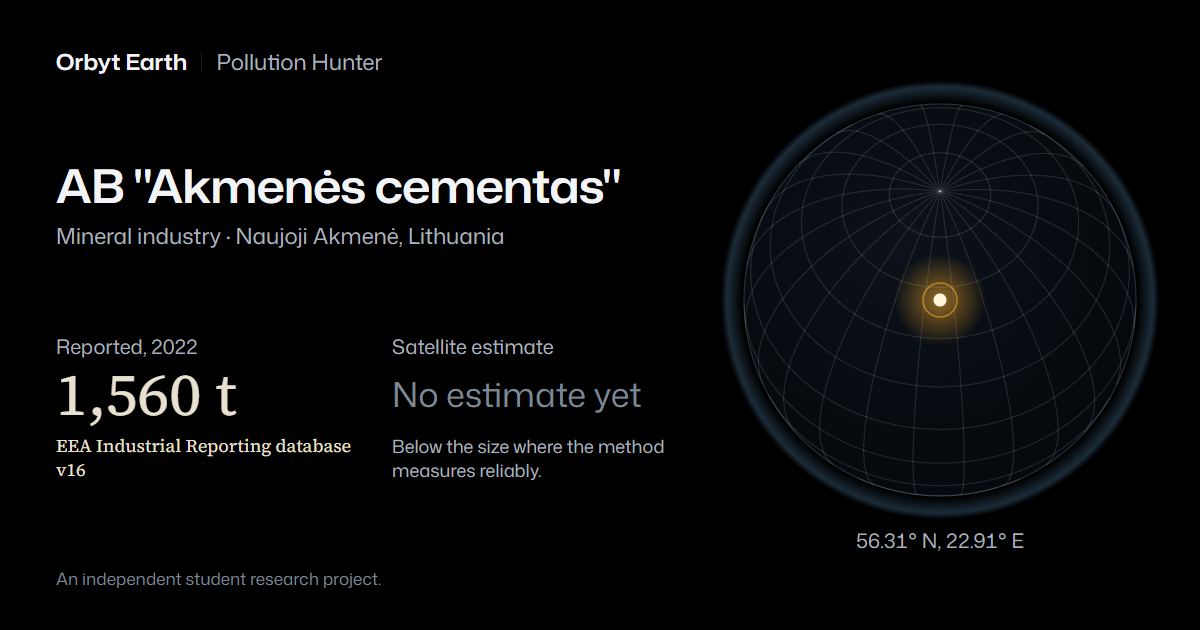 Orbyt Earth | Pollution Hunter
AB "Akmenės cementas"
Mineral industry · Naujoji Akmenė, Lithuania
Reported, 2022
1,560 t
EEA Industrial Reporting database
v16
Satellite estimate
No estimate yet
Below the size where the method
measures reliably.
56.31° N, 22.91° E
An independent student research project.